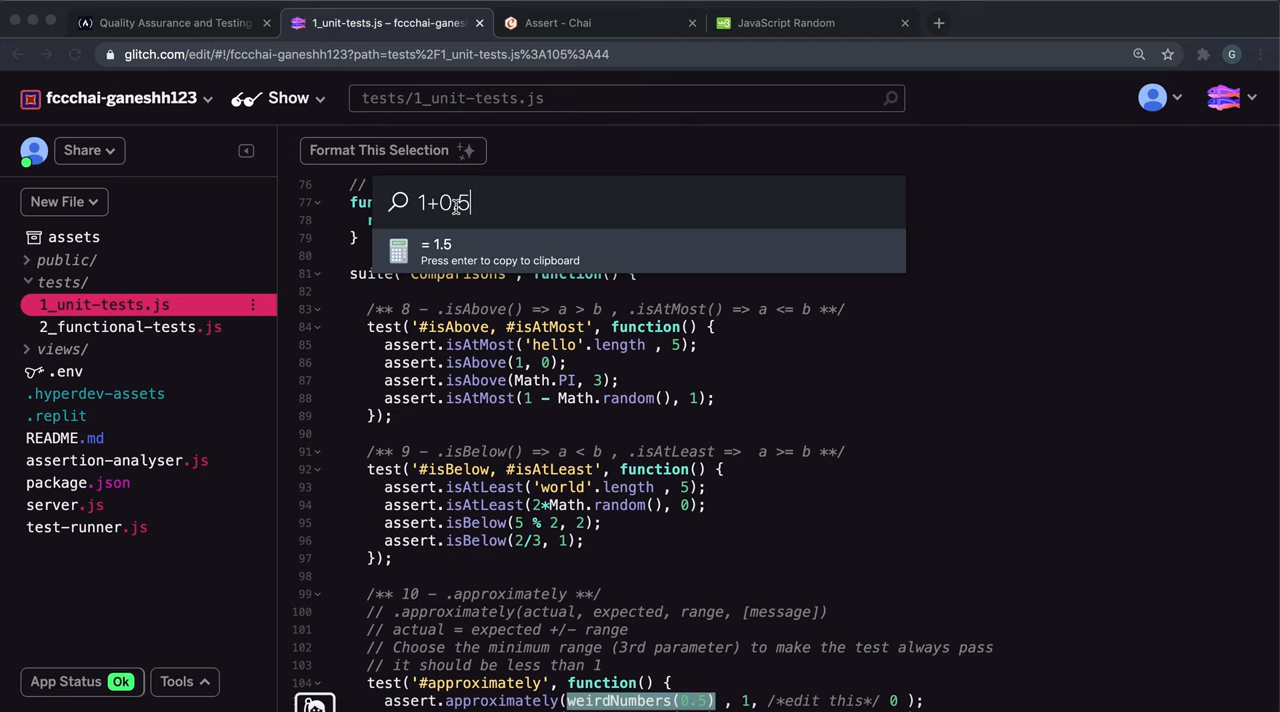 Quality Assurance and Testing
1_unit-tests.js – fccchai-ganesh
Assert - Chai
JavaScript Random
glitch.com/edit/#!/fccchai-ganeshh123?path=tests%2F1_unit-tests.js%3A105%3A44
G
fccchai-ganeshh123
Show
tests/1_unit-tests.js
Share
Format This Selection
New File
assets
public/
tests/
1_unit-tests.js
2_functional-tests.js
views/
.env
.hyperdev-assets
.replit
README.md
assertion-analyser.js
package.json
server.js
test-runner.js
App Status Ok
Tools
1+0.5
= 1.5
Press enter to copy to clipboard
76 //
77 fun
78
79 }
80
81 suite('Comparisons', function() {
82
83 /** 8 - .isAbove() => a > b , .isAtMost() => a <= b **/
84 test('#isAbove, #isAtMost', function() {
85 assert.isAtMost('hello'.length , 5);
86 assert.isAbove(1, 0);
87 assert.isAbove(Math.PI, 3);
88 assert.isAtMost(1 - Math.random(), 1);
89 });
90
91 /** 9 - .isBelow() => a < b , .isAtLeast =>  a >= b **/
92 test('#isBelow, #isAtLeast', function() {
93 assert.isAtLeast('world'.length , 5);
94 assert.isAtLeast(2*Math.random(), 0);
95 assert.isBelow(5 % 2, 2);
96 assert.isBelow(2/3, 1);
97 });
98
99 /** 10 - .approximately **/
100 // .approximately(actual, expected, range, [message])
101 // actual = expected +/- range
102 // Choose the minimum range (3rd parameter) to make the test always pass
103 // it should be less than 1
104 test('#approximately', function() {
assert.approximately(weirdNumbers(0.5) , 1, /*edit this*/ 0 );